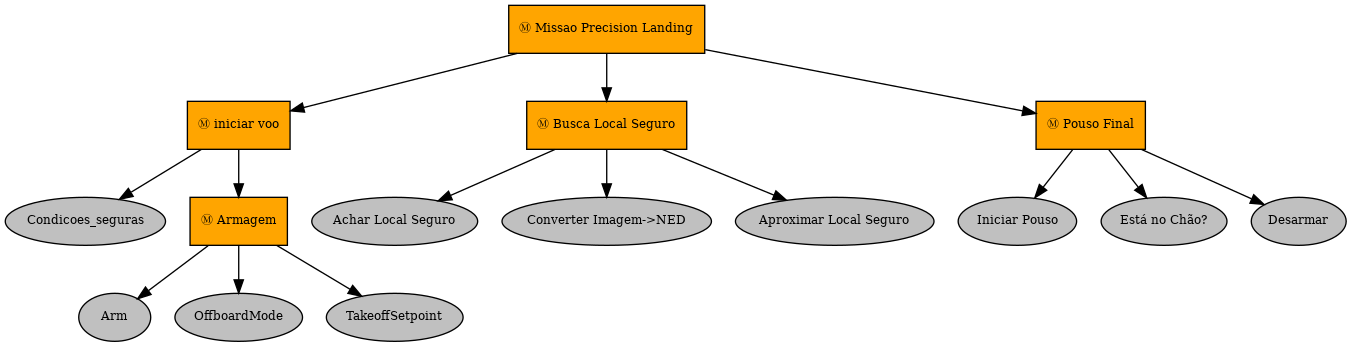 Ⓜ Missao Precision Landing
Ⓜ iniciar voo
Ⓜ Busca Local Seguro
Ⓜ Pouso Final
Condicoes_seguras
Ⓜ Armagem
Achar Local Seguro
Converter Imagem->NED
Aproximar Local Seguro
Iniciar Pouso
Está no Chão?
Desarmar
Arm
OffboardMode
TakeoffSetpoint